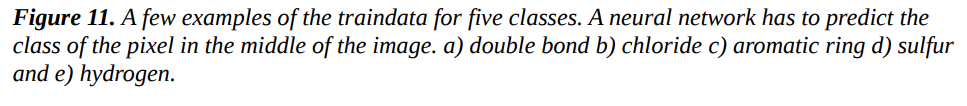 Figure 11. A few examples of the traindata for five classes. A neural network has to predict the
class of the pixel in the middle of the image. a) double bond b) chloride c) aromatic ring d) sulfur
and e) hydrogen.